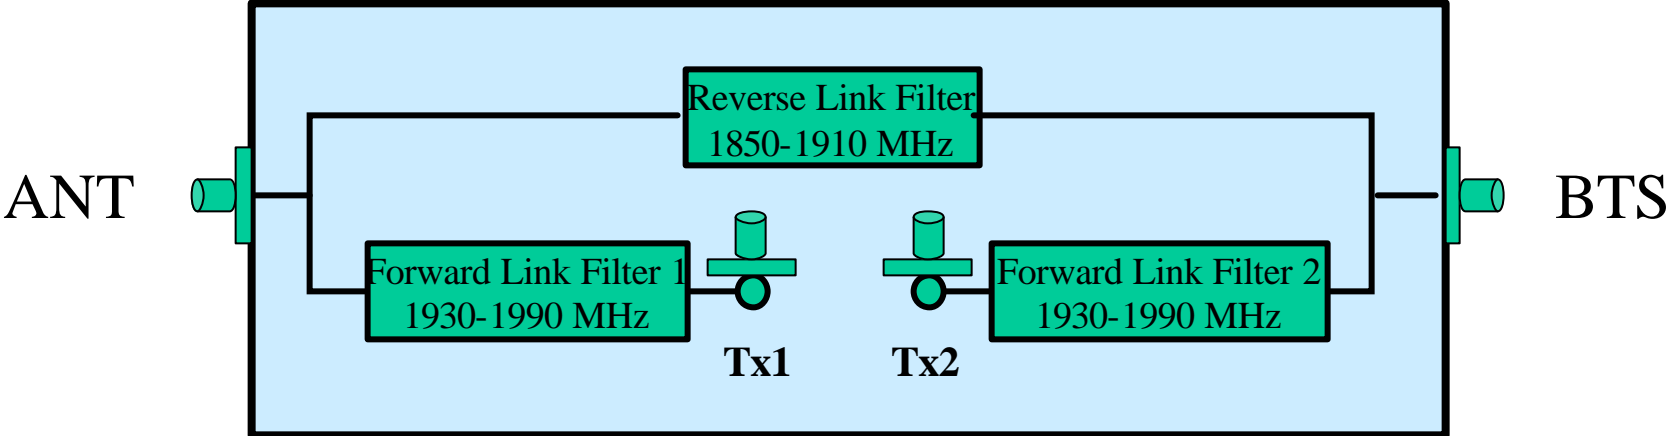 Reverse Link Filter
1850-1910 MHz
ANT
BTS
Forward Link Filter 1
1930-1990 MHz
Forward Link Filter 2
1930-1990 MHz
Tx1
Tx2